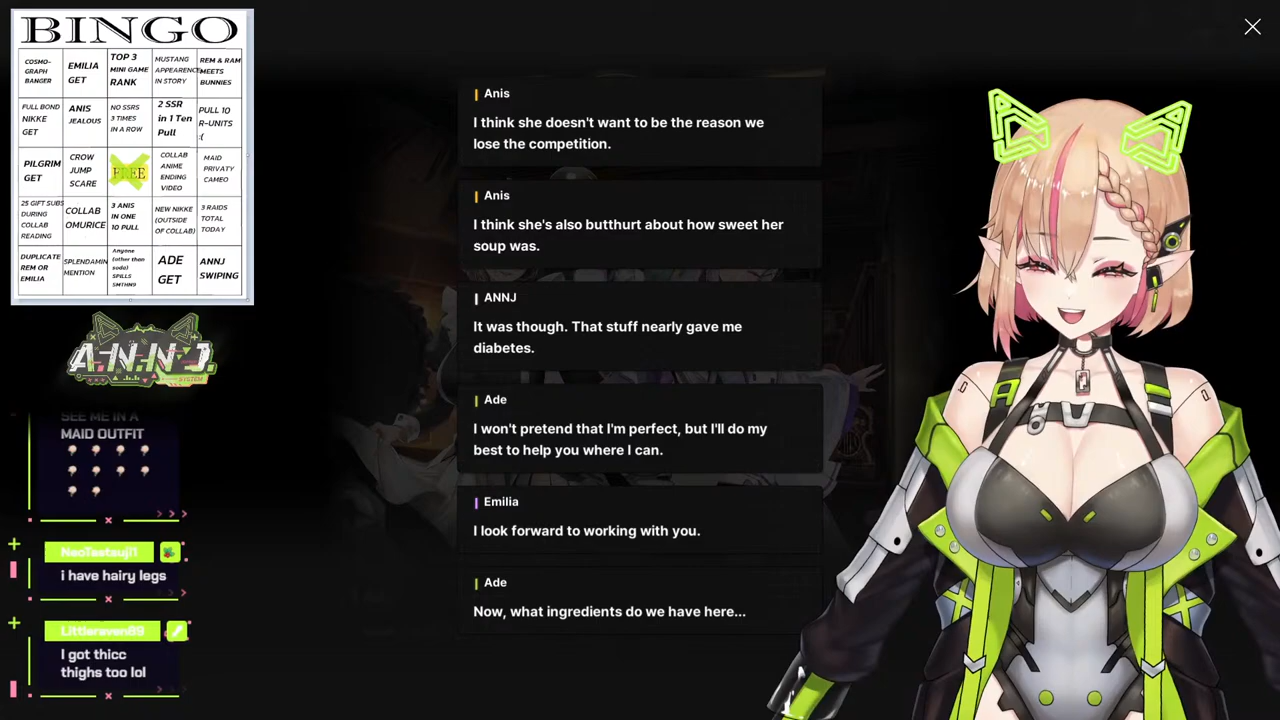 BINGO
COSMO-
GRAPH
BANGER
EMILIA
GET
TOP 3
MINI GAME
RANK
MUSTANG
APPEARENCE
IN STORY
REM & RAM
MEETS
BUNNIES
FULL BOND
NIKKE
GET
ANIS
JEALOUS
NO SSRS
3 TIMES
IN A ROW
2 SSR
in 1 Ten
Pull
PULL 10
R-UNITS
:(
PILGRIM
GET
CROW
JUMP
SCARE
FREE
COLLAB
ANIME
ENDING
VIDEO
MAID
PRIVATY
CAMEO
25 GIFT SUBS
DURING
COLLAB
READING
COLLAB
OMURICE
3 ANIS
IN ONE
10 PULL
NEW NIKKE
(OUTSIDE
OF COLLAB)
3 RAIDS
TOTAL
TODAY
DUPLICATE
REM OR
EMILIA
SPLENDAMIN
MENTION
Anyone
(other than
soda)
SPILLS
SMTHN9
ADE
GET
ANNJ
SWIPING
A.N.N.J.
SYSTEM
SEE ME IN A
MAID OUTFIT
NeoTastsuj11
i have hairy legs
Littleraven89
I got thicc
thighs too lol
Anis
I think she doesn't want to be the reason we
lose the competition.
Anis
I think she's also butthurt about how sweet her
soup was.
ANNJ
It was though. That stuff nearly gave me
diabetes.
Ade
I won't pretend that I'm perfect, but I'll do my
best to help you where I can.
Emilia
I look forward to working with you.
Ade
Now, what ingredients do we have here...